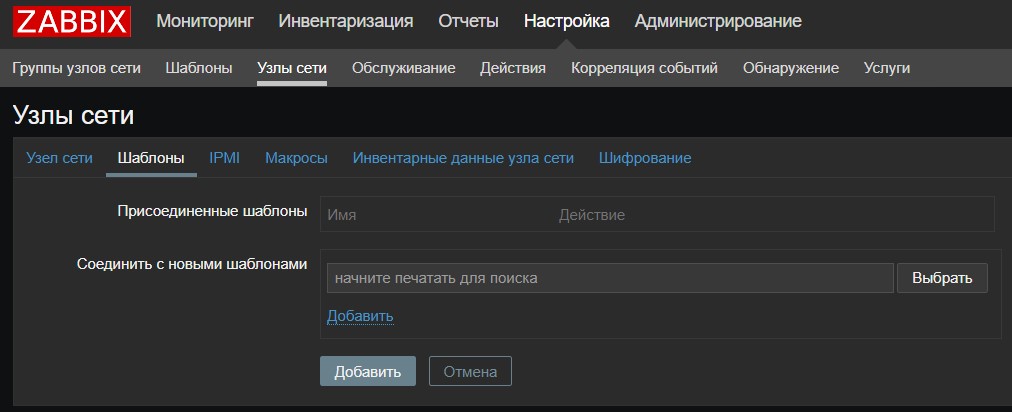 ZABBIX Мониторинг Инвентаризация Отчеты Настройка Администрирование
Группы узлов сети Шаблоны Узлы сети Обслуживание Действия Корреляция событий Обнаружение Услуги
Узлы сети
Узел сети Шаблоны IPMI Макросы Инвентарные данные узла сети Шифрование
Присоединенные шаблоны Имя Действие
Соединить с новыми шаблонами
начните печатать для поиска Выбрать
Добавить
Добавить Отмена